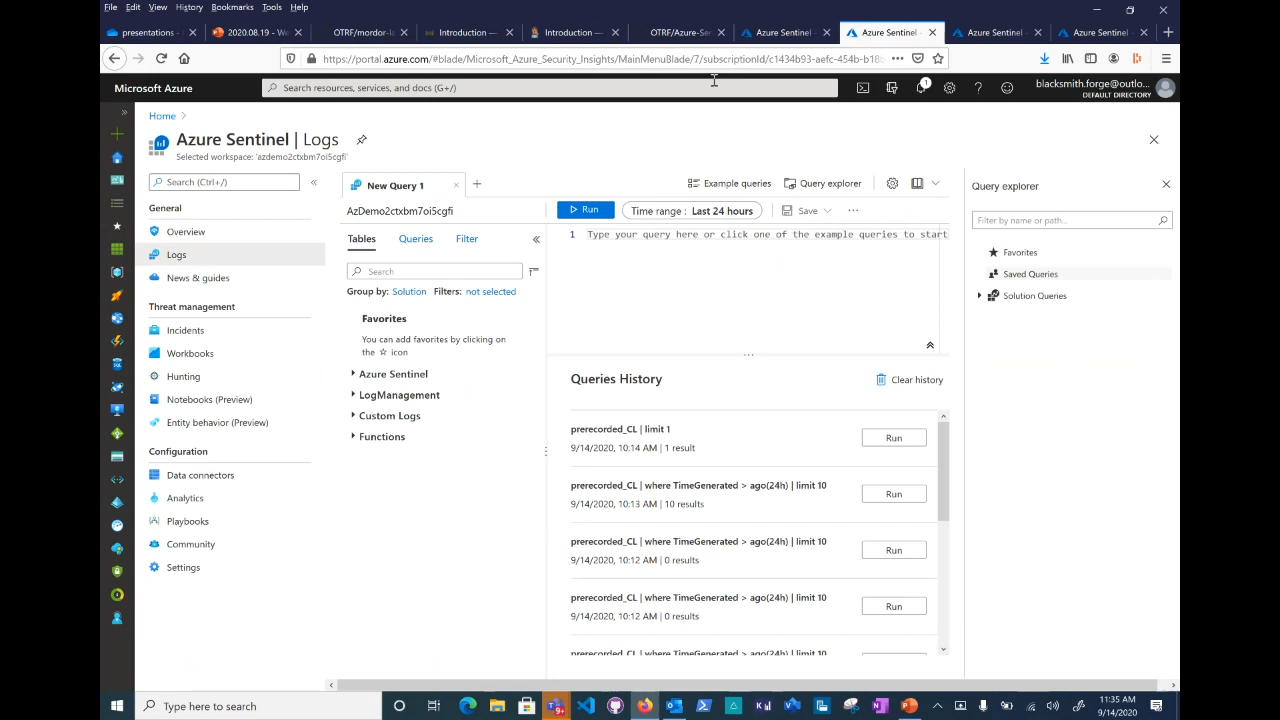 File Edit View History Bookmarks Tools Help
presentations - 
2020.08.19 - We
OTRF/mordor-la
Introduction —
Introduction —
OTRF/Azure-Se
Azure Sentinel -
Azure Sentinel -
Azure Sentinel -
Azure Sentinel -
https://portal.azure.com/#blade/Microsoft_Azure_Security_Insights/MainMenuBlade/7/subscriptionId/c1434b93-aefc-454b-b18b
Microsoft Azure
Search resources, services, and docs (G+/)
1
blacksmith.forge@outlo...
DEFAULT DIRECTORY
Home >
Azure Sentinel | Logs
Selected workspace: 'azdemo2ctxbm7oi5cgfi'
Search (Ctrl+/)
General
Overview
Logs
News & guides
Threat management
Incidents
Workbooks
Hunting
Notebooks (Preview)
Entity behavior (Preview)
Configuration
Data connectors
Analytics
Playbooks
Community
Settings
New Query 1
Example queries
Query explorer
AzDemo2ctxbm7oi5cgfi
Run
Time range : Last 24 hours
Save
Tables Queries Filter
Search
Group by: Solution Filters: not selected
Favorites
You can add favorites by clicking on
the ☆ icon
Azure Sentinel
LogManagement
Custom Logs
Functions
1 Type your query here or click one of the example queries to start
Queries History
Clear history
prerecorded_CL | limit 1
9/14/2020, 10:14 AM | 1 result
Run
prerecorded_CL | where TimeGenerated > ago(24h) | limit 10
9/14/2020, 10:13 AM | 10 results
Run
prerecorded_CL | where TimeGenerated > ago(24h) | limit 10
9/14/2020, 10:12 AM | 0 results
Run
prerecorded_CL | where TimeGenerated > ago(24h) | limit 10
9/14/2020, 10:12 AM | 0 results
Run
prerecorded_CL | where TimeGenerated > ago(24h) | limit 10
Query explorer
Filter by name or path...
Favorites
Saved Queries
Solution Queries
Type here to search
11:35 AM
9/14/2020